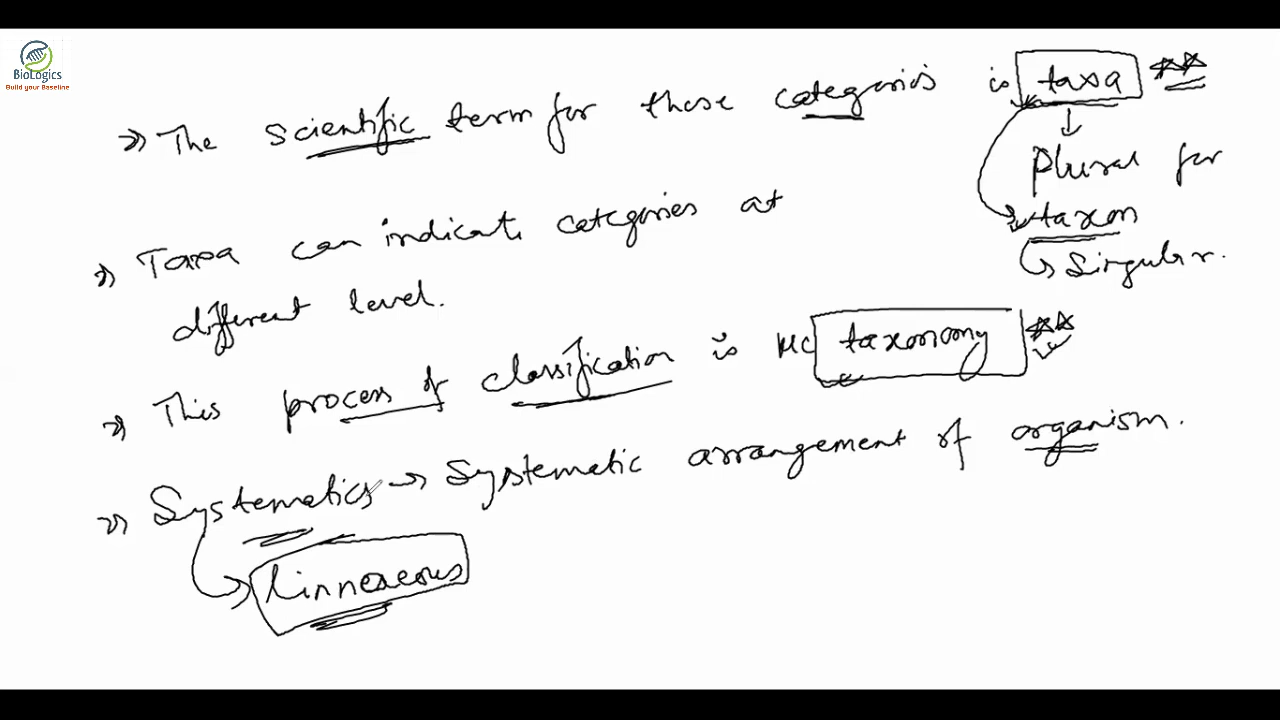 BioLogics
Build your Baseline
The scientific term for these categories is taxa
Plural for
taxon
Singular.
Taxa can indicate categories at
different level.
This process of classification is taxonomy
Systematics → Systematic arrangement of organism.
Linnaeous